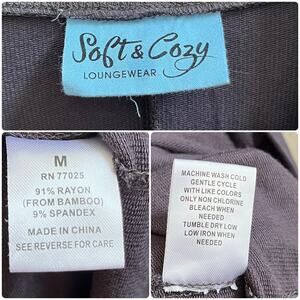 Soft & Cozy
LOUNGEWEAR
M
RN 77025
91% RAYON
(FROM BAMBOO)
9% SPANDEX
MADE IN CHINA
SEE REVERSE FOR CARE
MACHINE WASH COLD
GENTLE CYCLE
WITH LIKE COLORS
ONLY NON CHLORINE
BLEACH WHEN
NEEDED
TUMBLE DRY LOW
LOW IRON WHEN
NEEDED